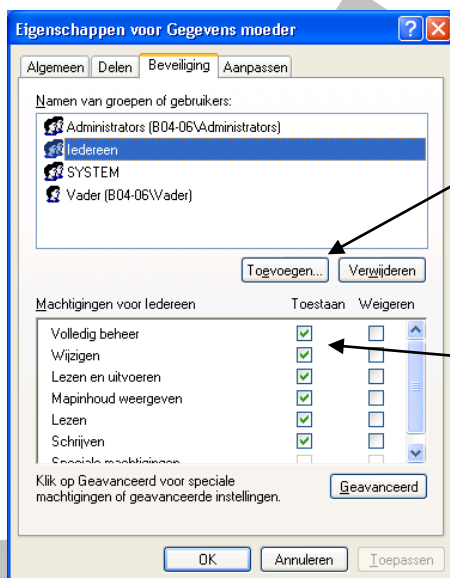 Eigenschappen voor Gegevens moeder
Algemeen Delen Beveiliging Aanpassen
Namen van groepen of gebruikers:
Administrators (B04-06\Administrators)
Iedereen
SYSTEM
Vader (B04-06\Vader)
Toevoegen... Verwijderen
Machtigingen voor Iedereen Toestaan Weigeren
Volledig beheer
Wijzigen
Lezen en uitvoeren
Mapinhoud weergeven
Lezen
Schrijven
Speciale machtigingen
Klik op Geavanceerd voor speciale
machtigingen of geavanceerde instellingen.
Geavanceerd
OK Annuleren Toepassen